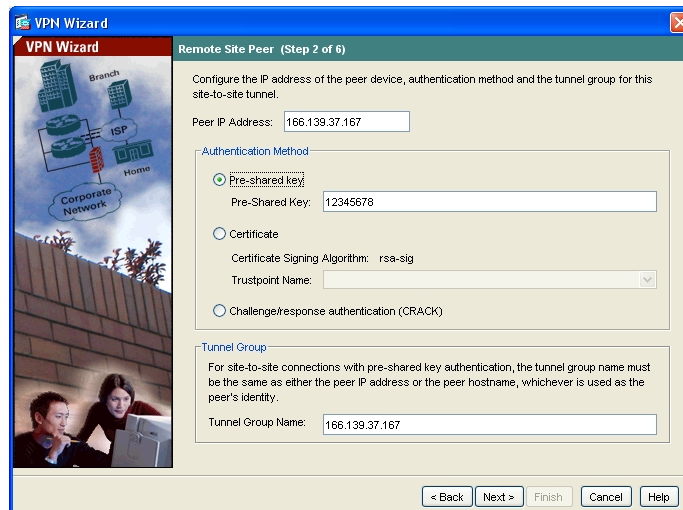 VPN Wizard
VPN Wizard
Branch
ISP
Home
Corporate
Network
Remote Site Peer (Step 2 of 6)
Configure the IP address of the peer device, authentication method and the tunnel group for this
site-to-site tunnel.
Peer IP Address: 166.139.37.167
Authentication Method
Pre-shared key
Pre-Shared Key: 12345678
Certificate
Certificate Signing Algorithm: rsa-sig
Trustpoint Name:
Challenge/response authentication (CRACK)
Tunnel Group
For site-to-site connections with pre-shared key authentication, the tunnel group name must
be the same as either the peer IP address or the peer hostname, whichever is used as the
peer's identity.
Tunnel Group Name: 166.139.37.167
< Back Next > Finish Cancel Help